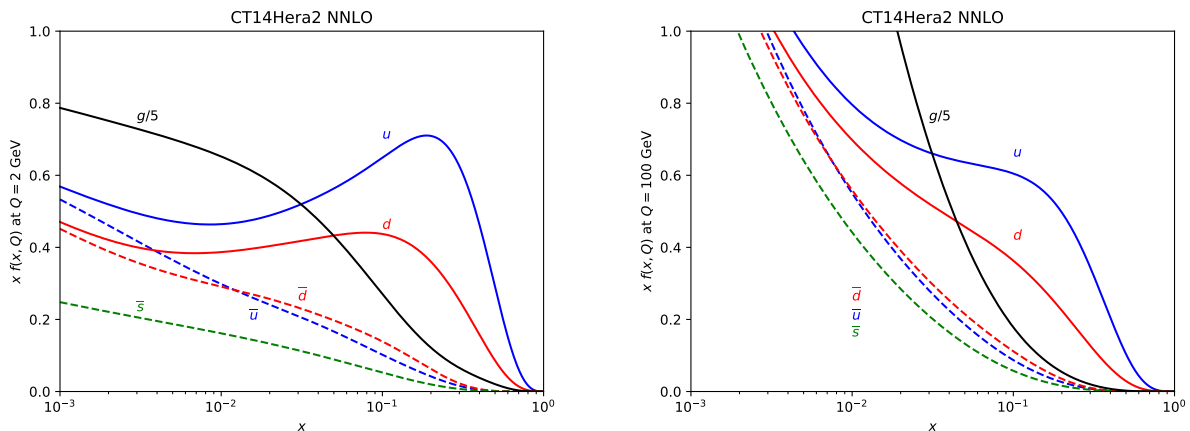 CT14Hera2 NNLO
x f(x, Q) at Q = 2 GeV
1.0
0.8
0.6
0.4
0.2
0.0
g/5
u
d
s̅
u̅
d̅
10⁻³ 10⁻² 10⁻¹ 10⁰
x
CT14Hera2 NNLO
x f(x, Q) at Q = 100 GeV
1.0
0.8
0.6
0.4
0.2
0.0
g/5
u
d
d̅
u̅
s̅
10⁻³ 10⁻² 10⁻¹ 10⁰
x